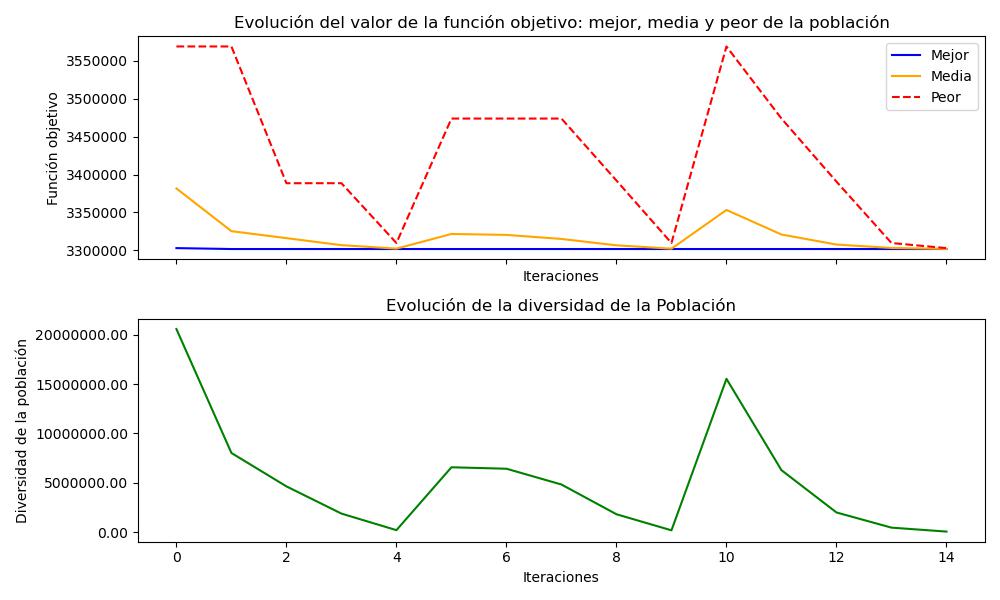 Evolución del valor de la función objetivo: mejor, media y peor de la población
Función objetivo
3550000
3500000
3450000
3400000
3350000
3300000
Mejor
Media
Peor
Iteraciones
Evolución de la diversidad de la Población
Diversidad de la población
20000000.00
15000000.00
10000000.00
5000000.00
0.00
0 2 4 6 8 10 12 14
Iteraciones